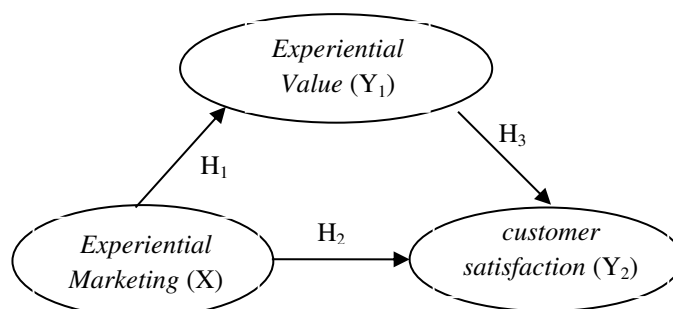 Experiential
Value (Y₁)
H₃
H₁
H₂
Experiential
Marketing (X)
customer
satisfaction (Y₂)